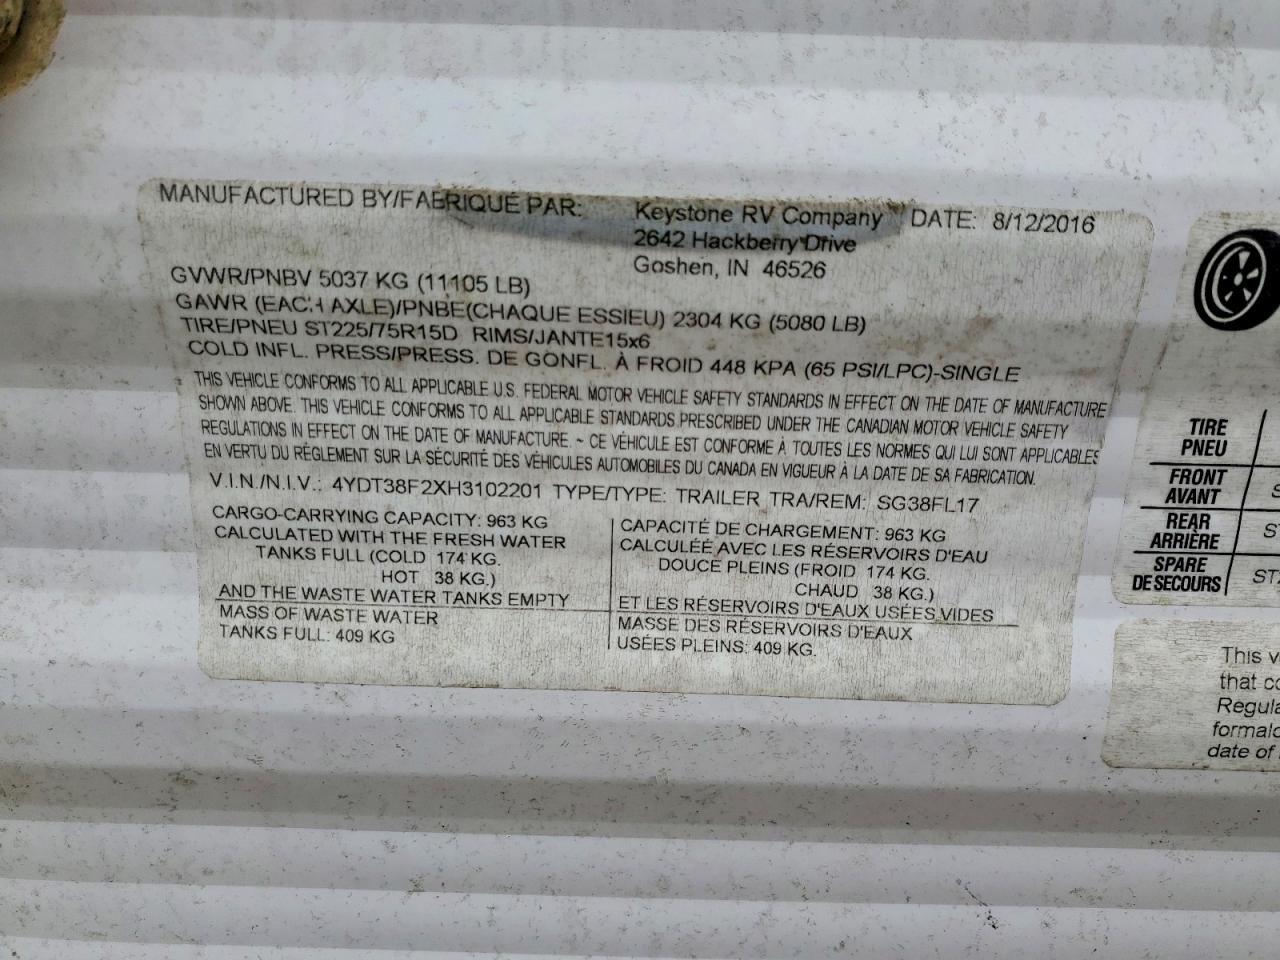 MANUFACTURED BY/FABRIQUÉ PAR: Keystone RV Company DATE: 8/12/2016
2642 Hackberry Drive
Goshen, IN 46526
GVWR/PNBV 5037 KG (11105 LB)
GAWR (EACH AXLE)/PNBE(CHAQUE ESSIEU) 2304 KG (5080 LB)
TIRE/PNEU ST225/75R15D RIMS/JANTE15x6
COLD INFL. PRESS/PRESS. DE GONFL. À FROID 448 KPA (65 PSI/LPC)-SINGLE
THIS VEHICLE CONFORMS TO ALL APPLICABLE U.S. FEDERAL MOTOR VEHICLE SAFETY STANDARDS IN EFFECT ON THE DATE OF MANUFACTURE
SHOWN ABOVE. THIS VEHICLE CONFORMS TO ALL APPLICABLE STANDARDS PRESCRIBED UNDER THE CANADIAN MOTOR VEHICLE SAFETY
REGULATIONS IN EFFECT ON THE DATE OF MANUFACTURE. ~ CE VÉHICULE EST CONFORME À TOUTES LES NORMES QUI LUI SONT APPLICABLES
EN VERTU DU RÉGLEMENT SUR LA SÉCURITÉ DES VÉHICULES AUTOMOBILES DU CANADA EN VIGUEUR À LA DATE DE SA FABRICATION.
V.I.N./N.I.V.: 4YDT38F2XH3102201 TYPE/TYPE: TRAILER TRA/REM: SG38FL17
CARGO-CARRYING CAPACITY: 963 KG
CALCULATED WITH THE FRESH WATER
TANKS FULL (COLD 174 KG.
HOT 38 KG.)
AND THE WASTE WATER TANKS EMPTY
MASS OF WASTE WATER
TANKS FULL: 409 KG
CAPACITÉ DE CHARGEMENT: 963 KG
CALCULÉE AVEC LES RÉSERVOIRS D'EAU
DOUCE PLEINS (FROID 174 KG.
CHAUD 38 KG.)
ET LES RÉSERVOIRS D'EAUX USÉES VIDES
MASSE DES RÉSERVOIRS D'EAUX
USÉES PLEINS: 409 KG.
TIRE
PNEU
FRONT
AVANT
REAR
ARRIÈRE
SPARE
DE SECOURS
This v
that co
Regula
formald
date of